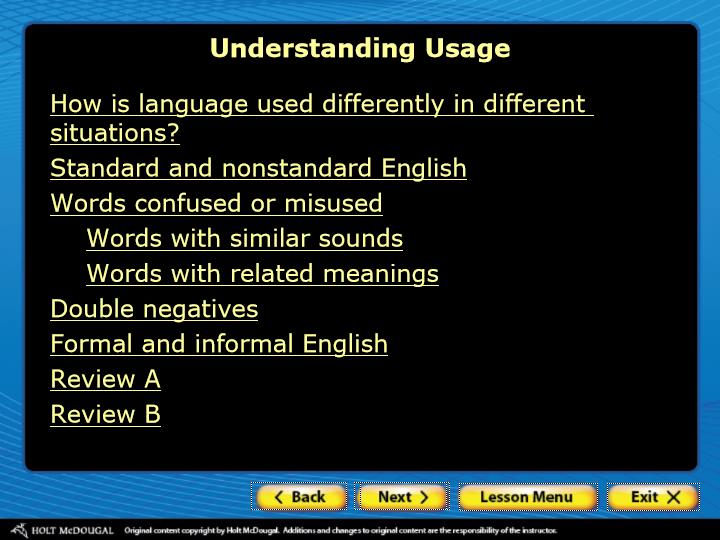 Understanding Usage
How is language used differently in different
situations?
Standard and nonstandard English
Words confused or misused
Words with similar sounds
Words with related meanings
Double negatives
Formal and informal English
Review A
Review B
Back Next Lesson Menu Exit
HOLT MCDOUGAL Original content copyright by Holt McDougal. Additions and changes to original content are the responsibility of the instructor.